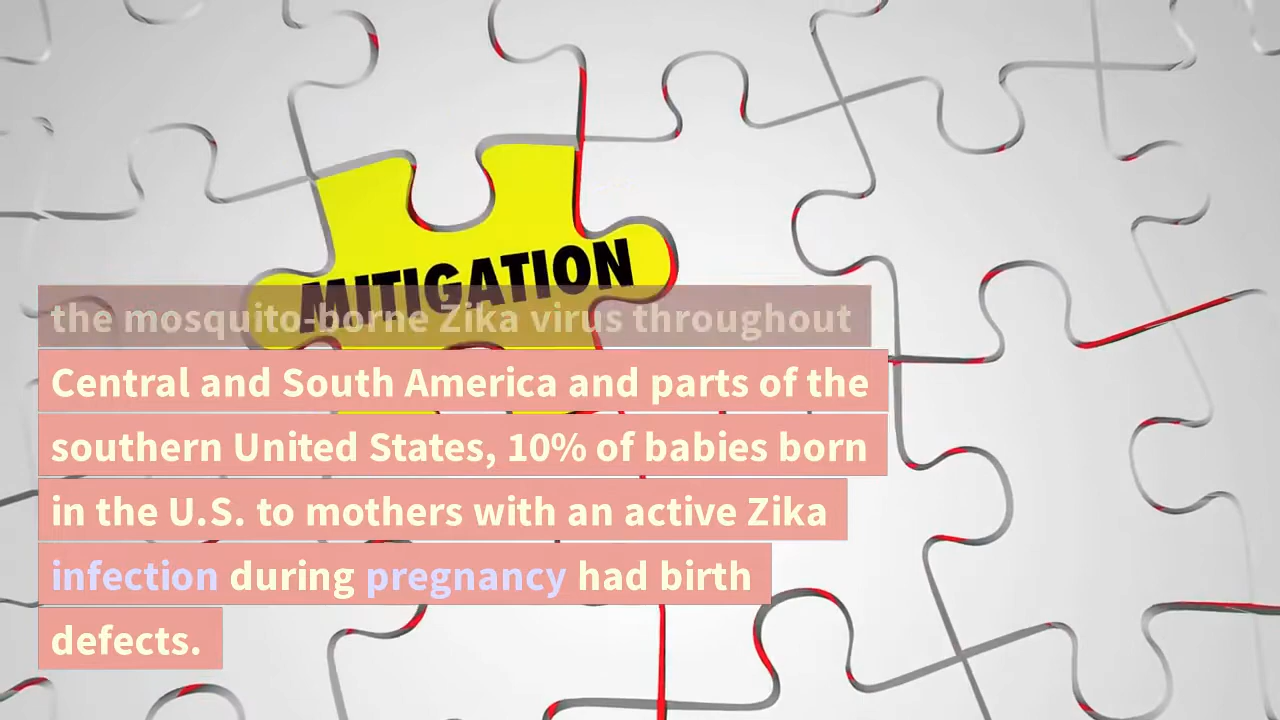 MITIGATION
the mosquito-borne Zika virus throughout
Central and South America and parts of the
southern United States, 10% of babies born
in the U.S. to mothers with an active Zika
infection during pregnancy had birth
defects.